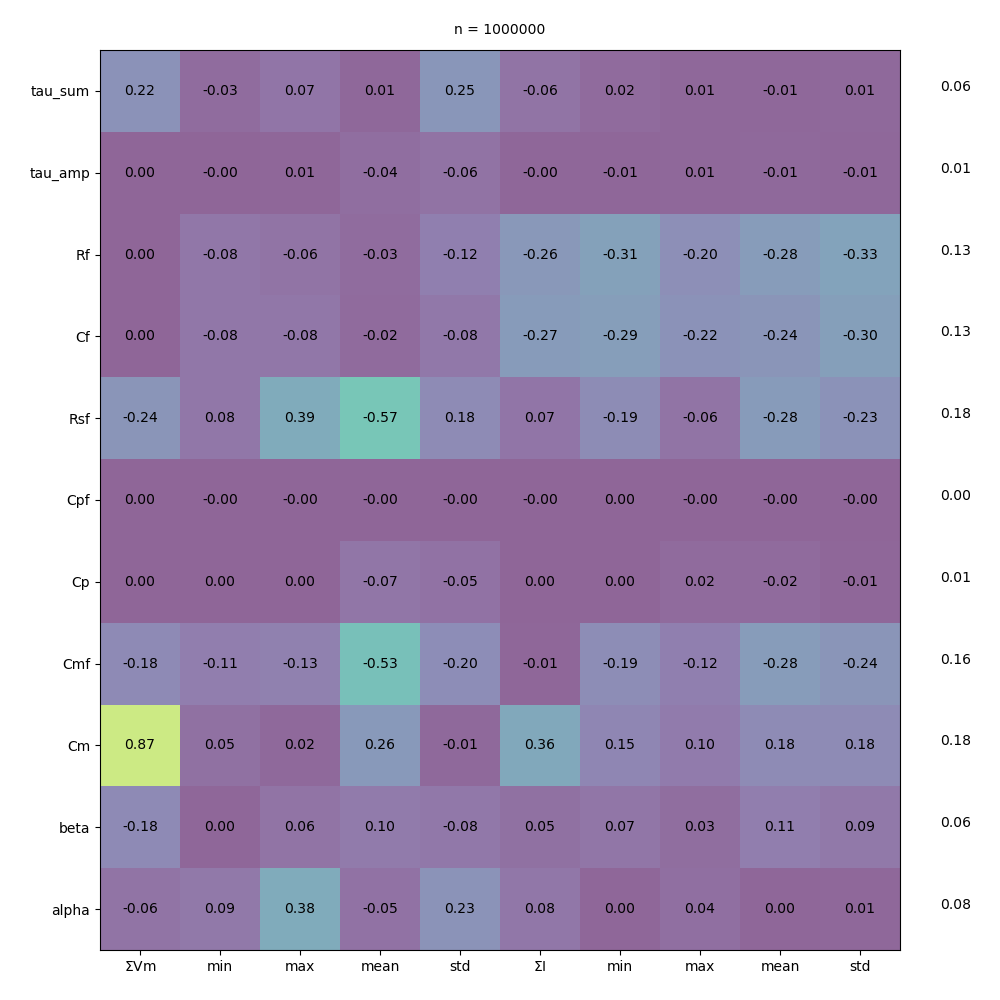 n = 1000000
tau_sum 0.22 -0.03 0.07 0.01 0.25 -0.06 0.02 0.01 -0.01 0.01 0.06
tau_amp 0.00 -0.00 0.01 -0.04 -0.06 -0.00 -0.01 0.01 -0.01 -0.01 0.01
Rf 0.00 -0.08 -0.06 -0.03 -0.12 -0.26 -0.31 -0.20 -0.28 -0.33 0.13
Cf 0.00 -0.08 -0.08 -0.02 -0.08 -0.27 -0.29 -0.22 -0.24 -0.30 0.13
Rsf -0.24 0.08 0.39 -0.57 0.18 0.07 -0.19 -0.06 -0.28 -0.23 0.18
Cpf 0.00 -0.00 -0.00 -0.00 -0.00 -0.00 0.00 -0.00 -0.00 -0.00 0.00
Cp 0.00 0.00 0.00 -0.07 -0.05 0.00 0.00 0.02 -0.02 -0.01 0.01
Cmf -0.18 -0.11 -0.13 -0.53 -0.20 -0.01 -0.19 -0.12 -0.28 -0.24 0.16
Cm 0.87 0.05 0.02 0.26 -0.01 0.36 0.15 0.10 0.18 0.18 0.18
beta -0.18 0.00 0.06 0.10 -0.08 0.05 0.07 0.03 0.11 0.09 0.06
alpha -0.06 0.09 0.38 -0.05 0.23 0.08 0.00 0.04 0.00 0.01 0.08
ΣVm min max mean std ΣI min max mean std